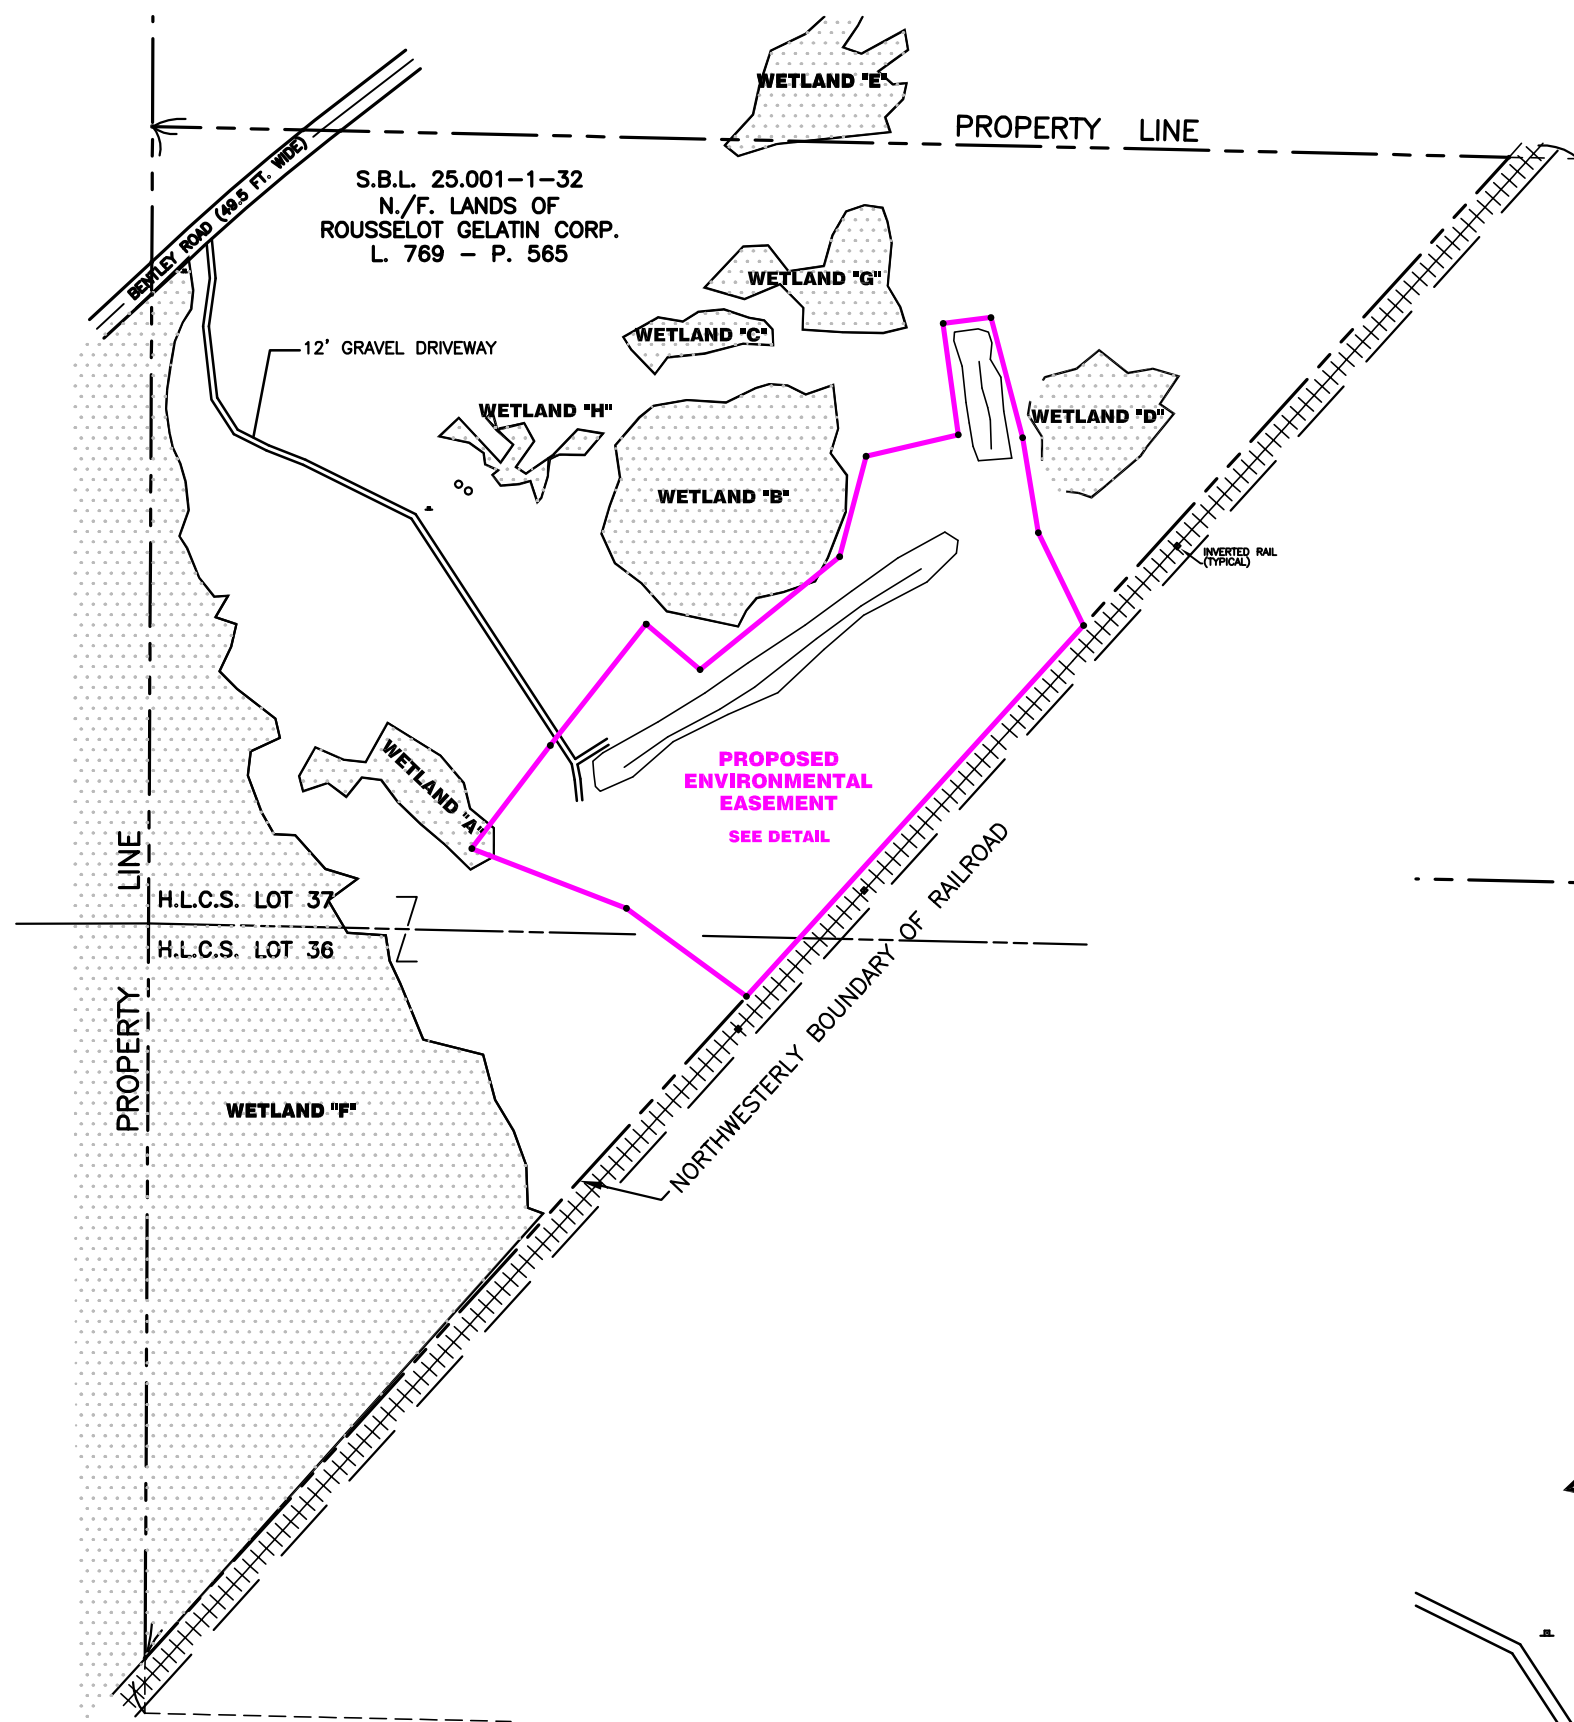 WETLAND "E"
PROPERTY LINE
BENTLEY ROAD (49.5 FT. WIDE)
S.B.L. 25.001-1-32
N./F. LANDS OF
ROUSSELOT GELATIN CORP.
L. 769 - P. 565
WETLAND "G"
WETLAND "C"
12' GRAVEL DRIVEWAY
WETLAND "H"
WETLAND "D"
WETLAND "B"
INVERTED RAIL
(TYPICAL)
WETLAND "A"
PROPOSED
ENVIRONMENTAL
EASEMENT
SEE DETAIL
PROPERTY LINE
H.L.C.S. LOT 37
H.L.C.S. LOT 36
NORTHWESTERLY BOUNDARY OF RAILROAD
WETLAND "F"